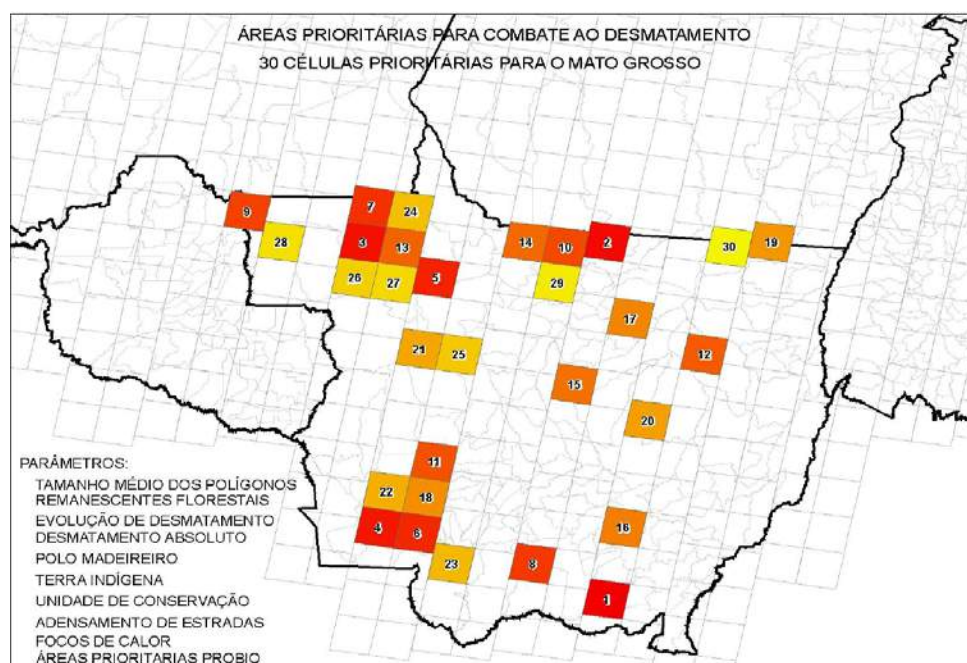 ÁREAS PRIORITÁRIAS PARA COMBATE AO DESMATAMENTO
30 CÉLULAS PRIORITÁRIAS PARA O MATO GROSSO
7
24
9
3
13
14
10
2
30
19
28
26
27
5
29
17
21
25
12
15
20
11
22
18
4
6
16
23
8
1
PARÂMETROS:
TAMANHO MÉDIO DOS POLÍGONOS
REMANESCENTES FLORESTAIS
EVOLUÇÃO DE DESMATAMENTO
DESMATAMENTO ABSOLUTO
POLO MADEIREIRO
TERRA INDÍGENA
UNIDADE DE CONSERVAÇÃO
ADENSAMENTO DE ESTRADAS
FOCOS DE CALOR
ÁREAS PRIORITARIAS PROBIO